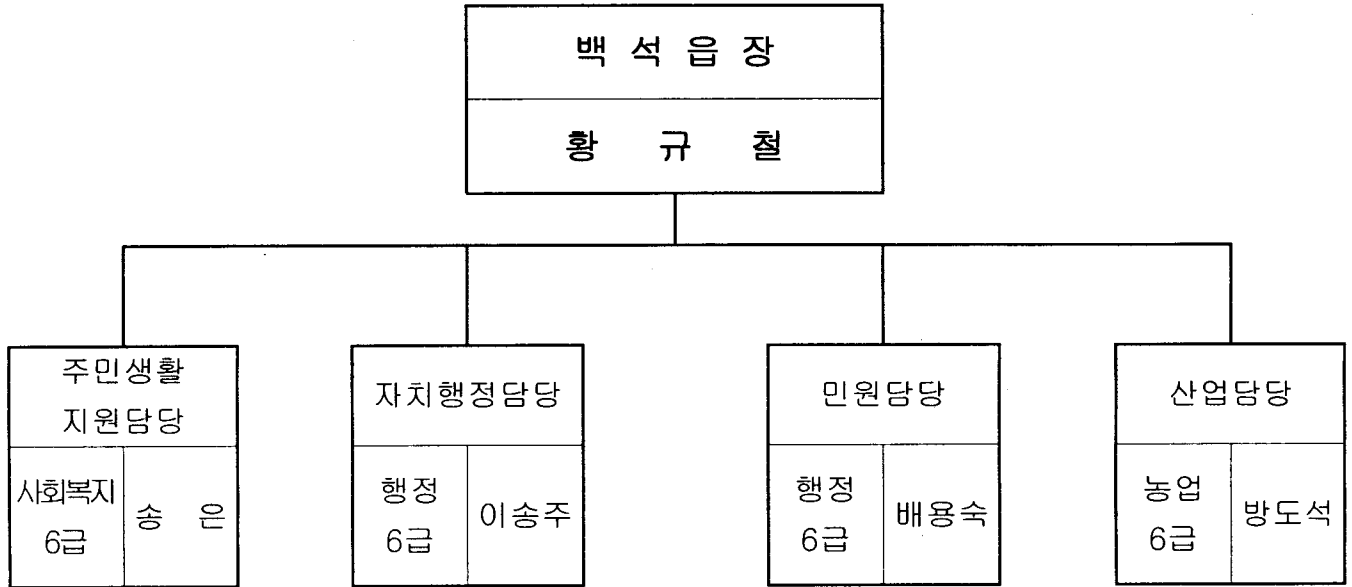 백 석 읍 장
황 규 철
주민생활
지원담당
사회복지
6급
송 은
자치행정담당
행정
6급
이송주
민원담당
행정
6급
배용숙
산업담당
농업
6급
방도석